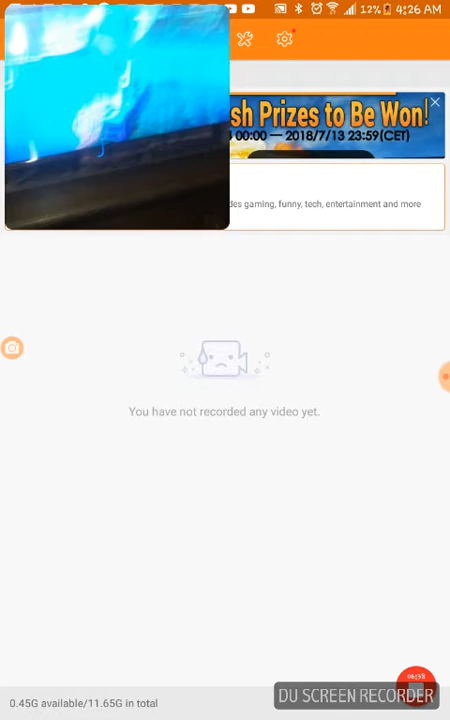 12% 4:26 AM
sh Prizes to Be Won!
00:00 — 2018/7/13 23:59(CET)
des gaming, funny, tech, entertainment and more
You have not recorded any video yet.
0.45G available/11.65G in total
DU SCREEN RECORDER